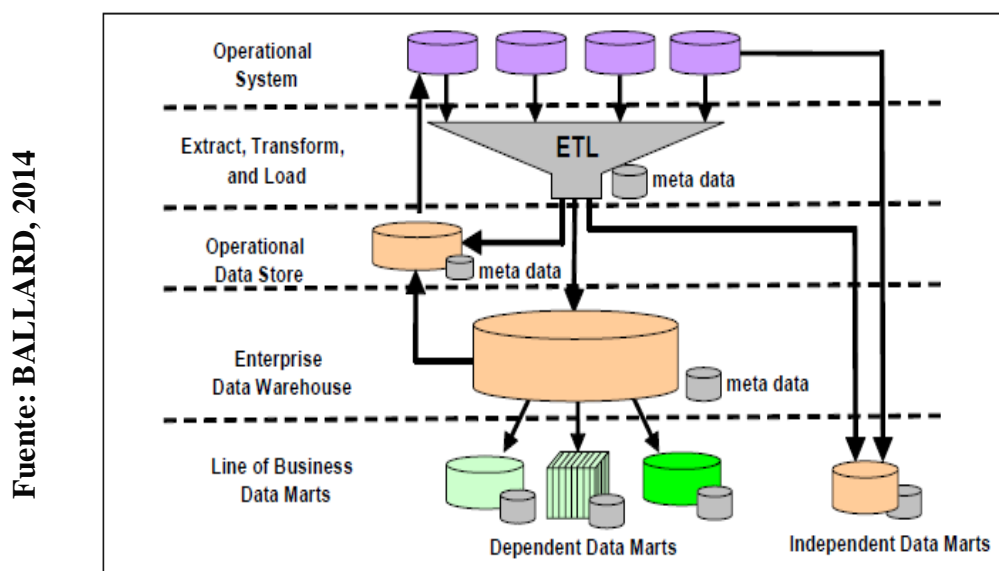 Fuente: BALLARD, 2014
Operational
System
Extract, Transform,
and Load
ETL
meta data
Operational
Data Store
meta data
Enterprise
Data Warehouse
meta data
Line of Business
Data Marts
Dependent Data Marts
Independent Data Marts